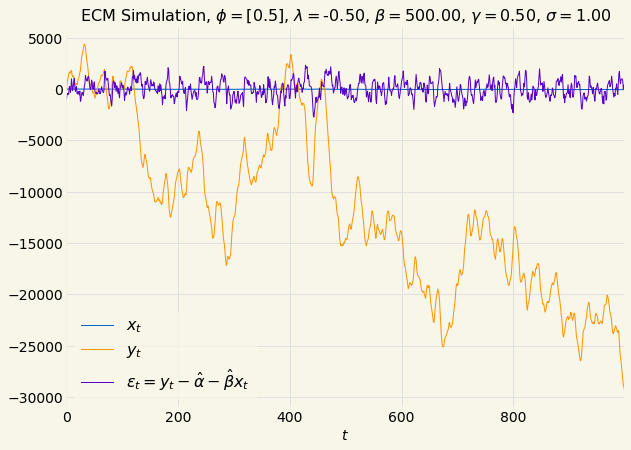 ECM Simulation, ϕ = [0.5], λ = -0.50, β = 500.00, γ = 0.50, σ = 1.00
5000
0
−5000
−10000
−15000
−20000
−25000
−30000
x_t
y_t
ε_t = y_t − α̂ − β̂x_t
0 200 400 600 800
t